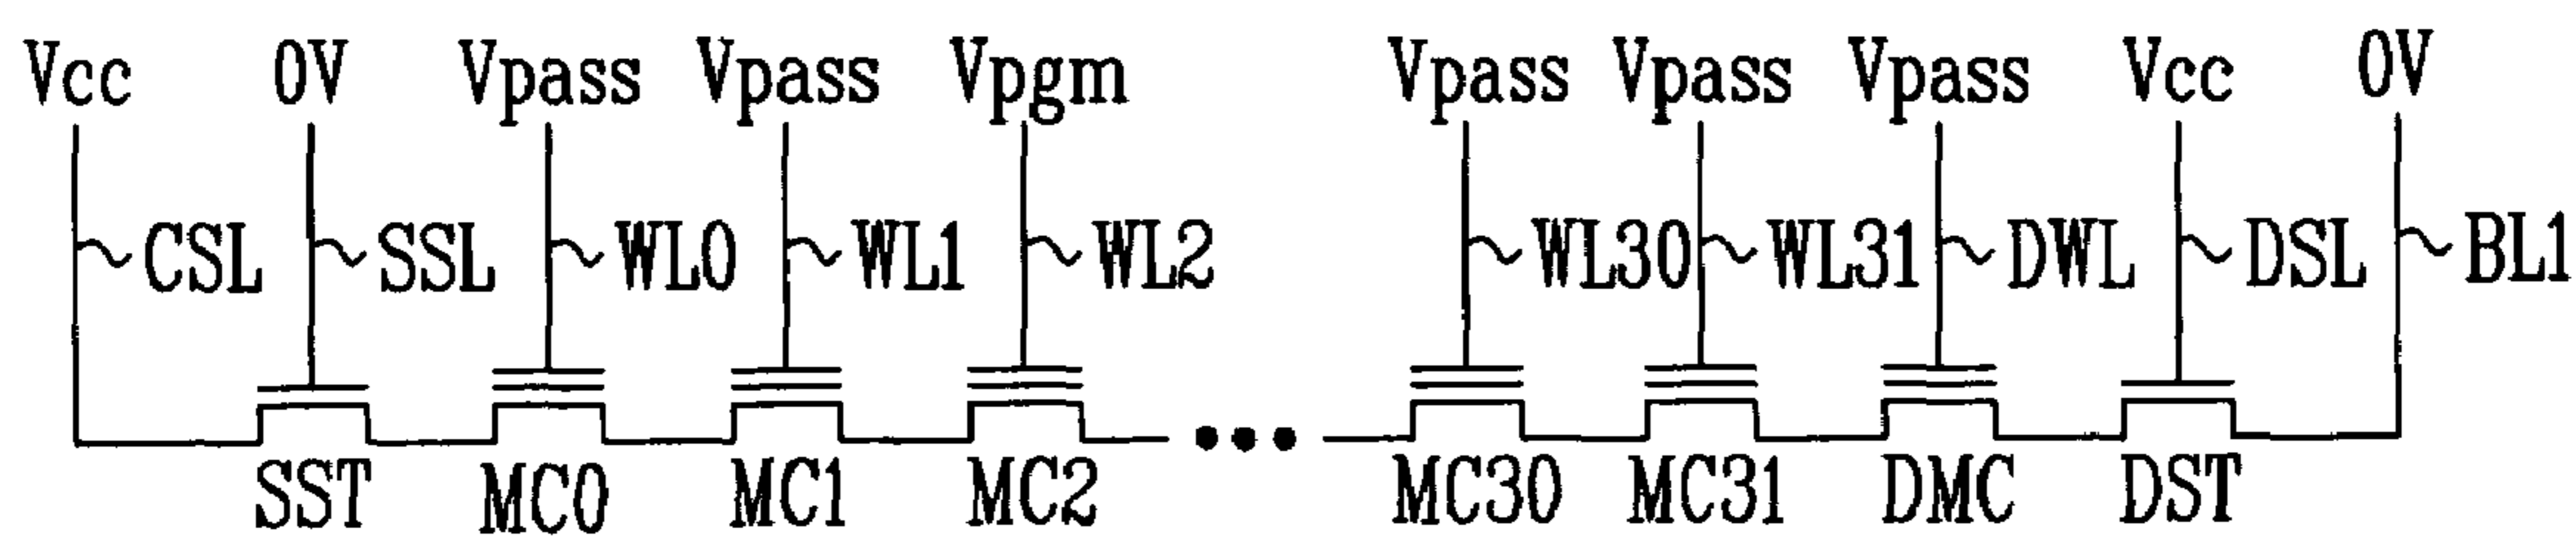 Vcc 0V Vpass Vpass Vpgm Vpass Vpass Vpass Vcc 0V
CSL SSL WL0 WL1 WL2 WL30 WL31 DWL DSL BL1
SST MC0 MC1 MC2 MC30 MC31 DMC DST